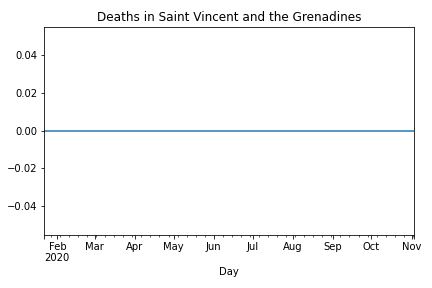 Deaths in Saint Vincent and the Grenadines
0.04
0.02
0.00
−0.02
−0.04
Feb Mar Apr May Jun Jul Aug Sep Oct Nov
2020
Day